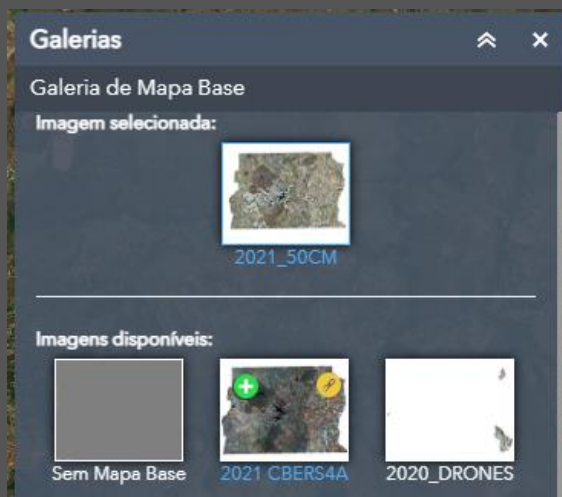 Galerias
Galeria de Mapa Base
Imagem selecionada:
2021_50CM
Imagens disponíveis:
Sem Mapa Base 2021 CBERS4A 2020_DRONES